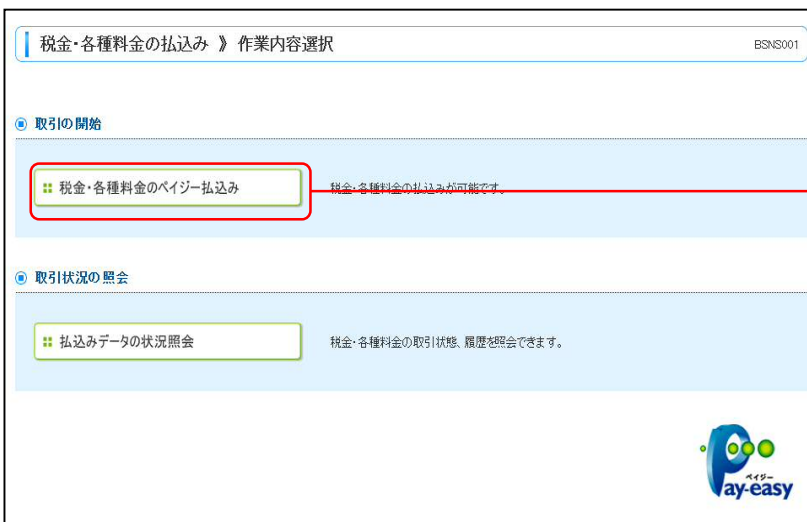 税金・各種料金の払込み 》 作業内容選択
BSNS001
取引の開始
税金・各種料金のペイジー払込み
税金・各種料金の払込みが可能です。
取引状況の照会
払込みデータの状況照会
税金・各種料金の取引状態、履歴を照会できます。
ペイジー
Pay-easy